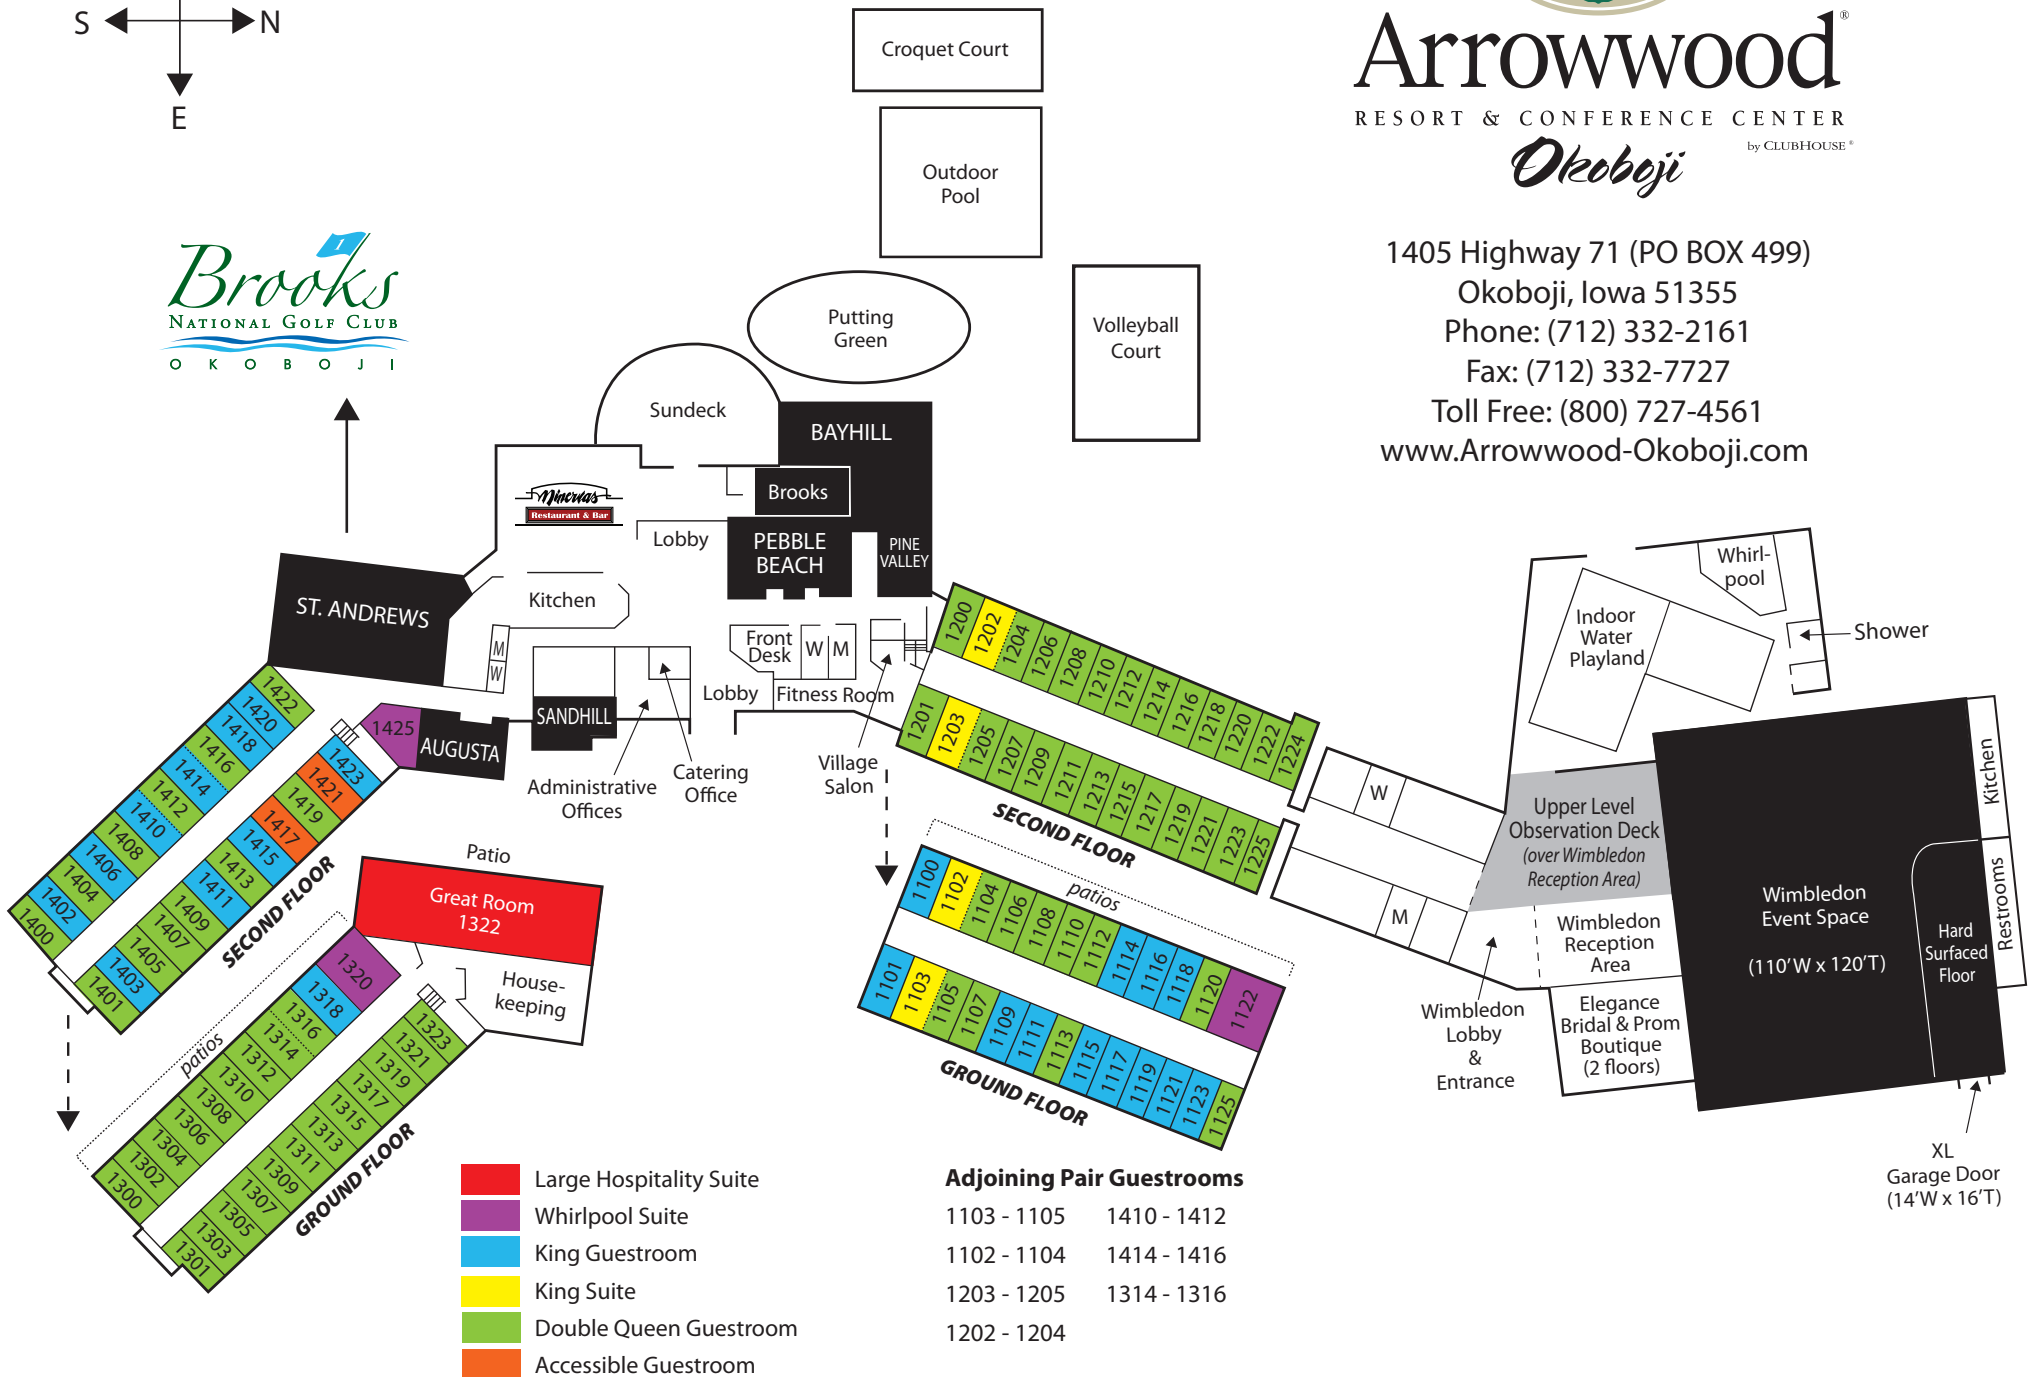 S
N
E
Croquet Court
Outdoor
Pool
Putting
Green
Volleyball
Court
Arrowwood®
RESORT & CONFERENCE CENTER
by CLUBHOUSE®
Okoboji
1405 Highway 71 (PO BOX 499)
Okoboji, Iowa 51355
Phone: (712) 332-2161
Fax: (712) 332-7727
Toll Free: (800) 727-4561
www.Arrowwood-Okoboji.com
1
Brooks
NATIONAL GOLF CLUB
OKOBOJI
Sundeck
BAYHILL
Brooks
Minervas
Restaurant & Bar
Lobby
PEBBLE
BEACH
PINE
VALLEY
ST. ANDREWS
Kitchen
M
W
Front
Desk
W
M
Lobby
Fitness Room
SANDHILL
AUGUSTA
Administrative
Offices
Catering
Office
Village
Salon
1422
1420
1418
1416
1414
1412
1410
1408
1406
1404
1402
1400
1425
1423
1421
1419
1417
1415
1413
1411
1409
1407
1405
1403
1401
SECOND FLOOR
Patio
Great Room
1322
House-
keeping
patios
1320
1318
1316
1314
1312
1310
1308
1306
1304
1302
1300
1323
1321
1319
1317
1315
1313
1311
1309
1307
1305
1303
1301
GROUND FLOOR
1200
1202
1204
1206
1208
1210
1212
1214
1216
1218
1220
1222
1224
1201
1203
1205
1207
1209
1211
1213
1215
1217
1219
1221
1223
1225
SECOND FLOOR
patios
1100
1102
1104
1106
1108
1110
1112
1114
1116
1118
1120
1122
1101
1103
1105
1107
1109
1111
1113
1115
1117
1119
1121
1123
1125
GROUND FLOOR
W
M
Whirl-
pool
Indoor
Water
Playland
Shower
Upper Level
Observation Deck
(over Wimbledon
Reception Area)
Wimbledon
Reception
Area
Wimbledon
Lobby
&
Entrance
Elegance
Bridal & Prom
Boutique
(2 floors)
Wimbledon
Event Space
(110'W x 120'T)
Hard
Surfaced
Floor
Kitchen
Restrooms
XL
Garage Door
(14'W x 16'T)
Large Hospitality Suite
Whirlpool Suite
King Guestroom
King Suite
Double Queen Guestroom
Accessible Guestroom
Adjoining Pair Guestrooms
1103 - 1105 1410 - 1412
1102 - 1104 1414 - 1416
1203 - 1205 1314 - 1316
1202 - 1204